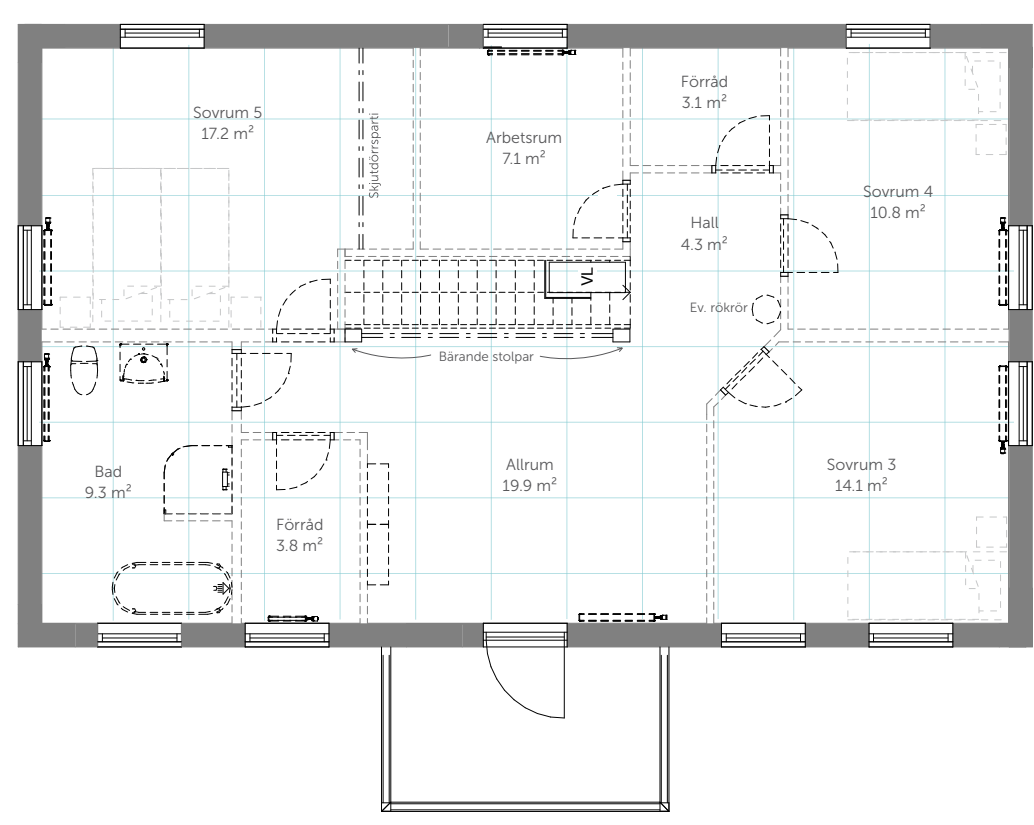 Förråd
3.1 m²
Sovrum 5
17.2 m²
Skjutdörrsparti
Arbetsrum
7.1 m²
Sovrum 4
10.8 m²
Hall
4.3 m²
VL
Ev. rökrör
Bärande stolpar
Bad
9.3 m²
Allrum
19.9 m²
Sovrum 3
14.1 m²
Förråd
3.8 m²